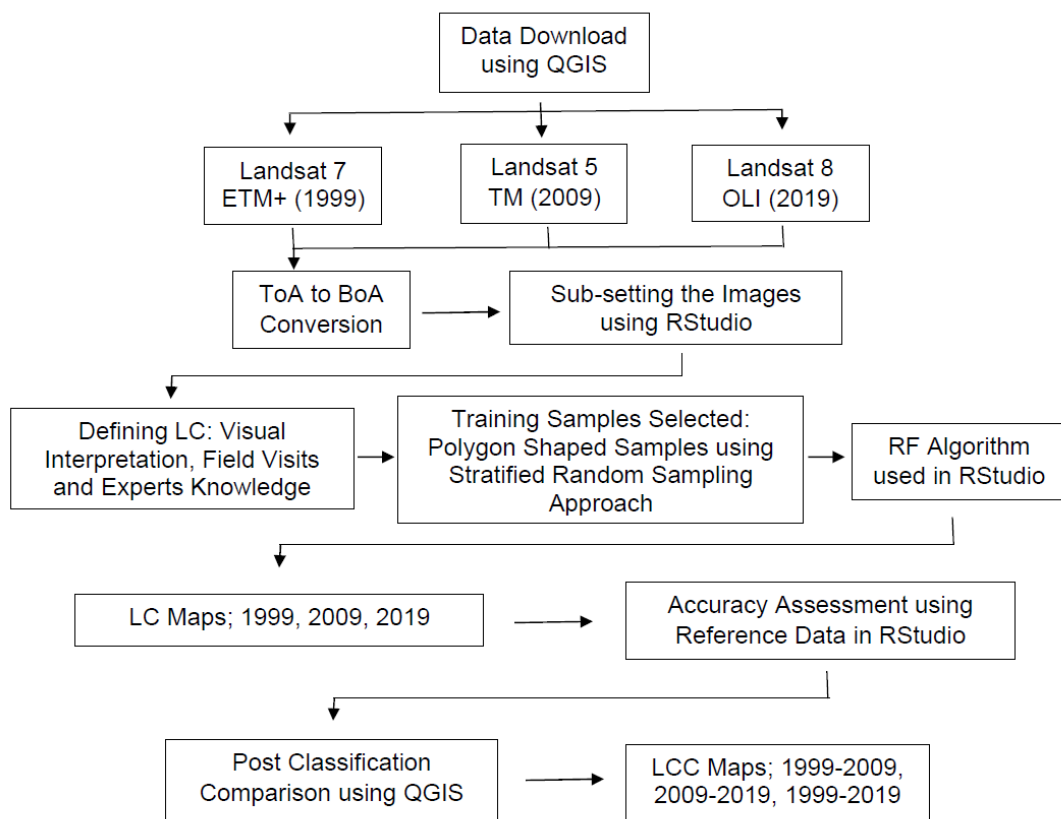 Data Download
using QGIS
Landsat 7
ETM+ (1999)
Landsat 5
TM (2009)
Landsat 8
OLI (2019)
ToA to BoA
Conversion
Sub-setting the Images
using RStudio
Defining LC: Visual
Interpretation, Field Visits
and Experts Knowledge
Training Samples Selected:
Polygon Shaped Samples using
Stratified Random Sampling
Approach
RF Algorithm
used in RStudio
LC Maps; 1999, 2009, 2019
Accuracy Assessment using
Reference Data in RStudio
Post Classification
Comparison using QGIS
LCC Maps; 1999-2009,
2009-2019, 1999-2019